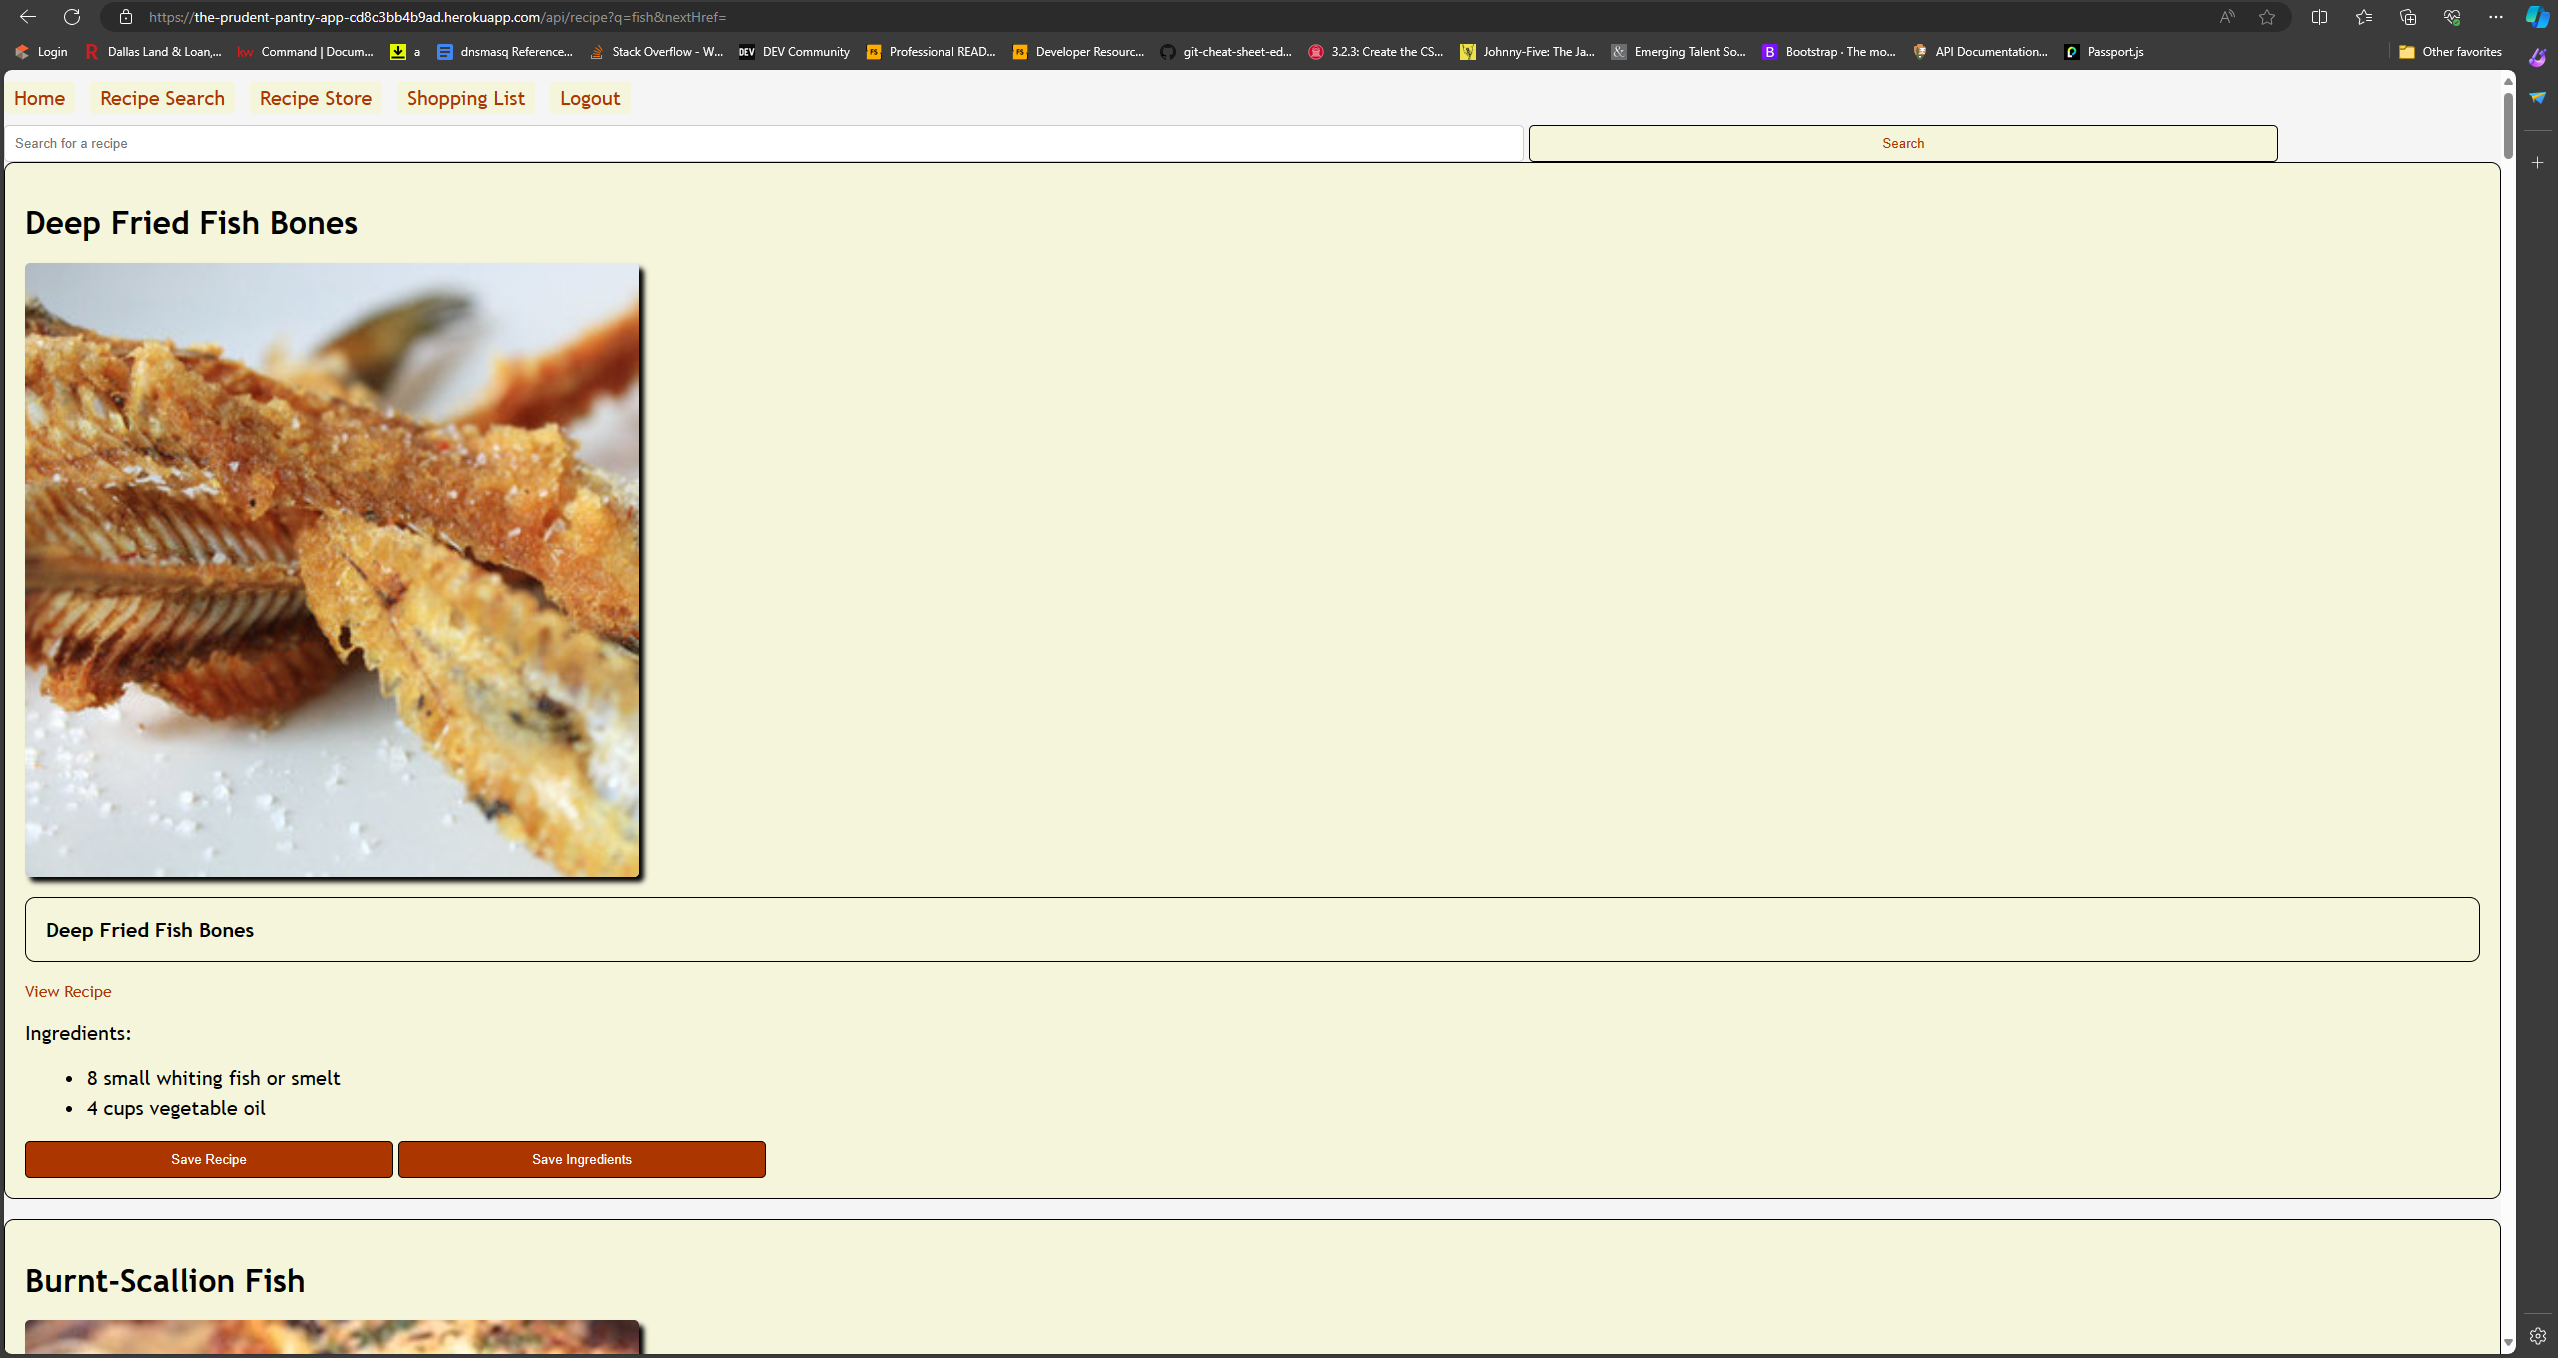 https://the-prudent-pantry-app-cd8c3bb4b9ad.herokuapp.com/api/recipe?q=fish&nextHref=
Login Dallas Land & Loan,... Command | Docum... a dnsmasq Reference... Stack Overflow - W... DEV Community Professional READ... Developer Resourc... git-cheat-sheet-ed... 3.2.3: Create the CS... Johnny-Five: The Ja... Emerging Talent So... Bootstrap · The mo... API Documentation... Passport.js Other favorites
Home Recipe Search Recipe Store Shopping List Logout
Search for a recipe Search
Deep Fried Fish Bones
Deep Fried Fish Bones
View Recipe
Ingredients:
• 8 small whiting fish or smelt
• 4 cups vegetable oil
Save Recipe Save Ingredients
Burnt-Scallion Fish